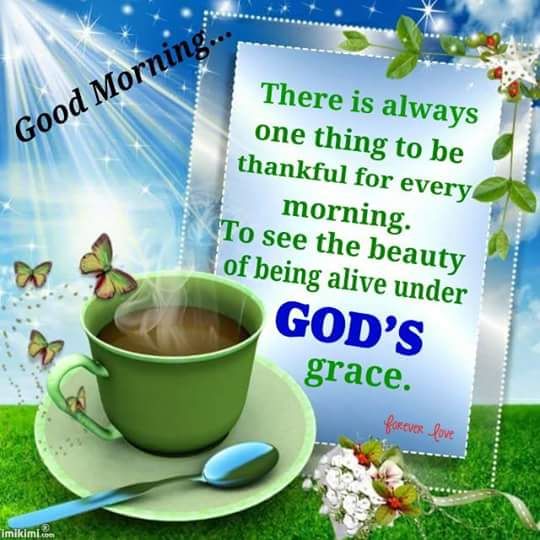 Good Morning...
There is always
one thing to be
thankful for every
morning.
To see the beauty
of being alive under
GOD'S
grace.
forever love
imikimi.com